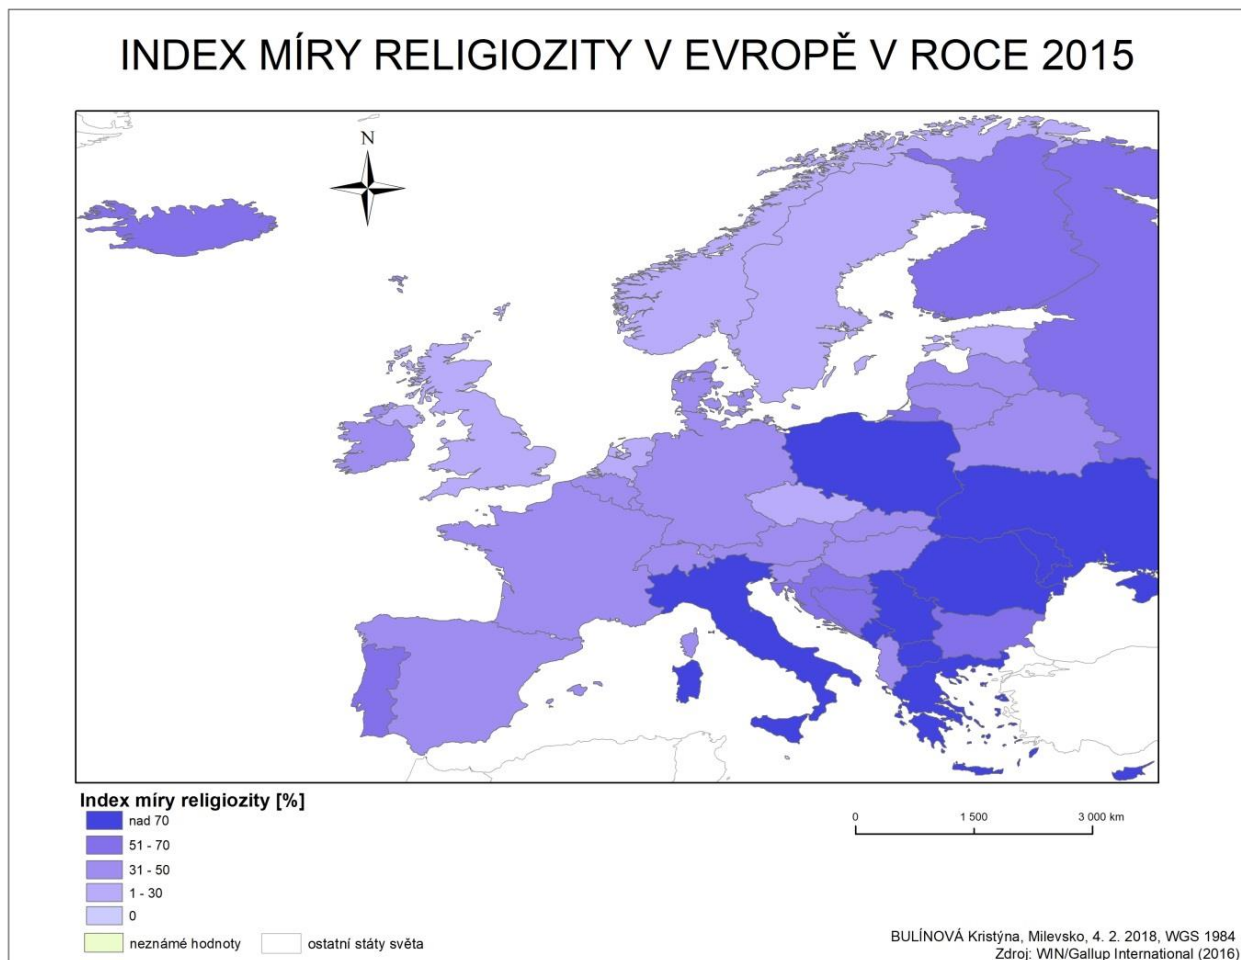 INDEX MÍRY RELIGIOZITY V EVROPĚ V ROCE 2015
N
Index míry religiozity [%]
nad 70
51 - 70
31 - 50
1 - 30
0
neznámé hodnoty
ostatní státy světa
0 1 500 3 000 km
BULÍNOVÁ Kristýna, Milevsko, 4. 2. 2018, WGS 1984
Zdroj: WIN/Gallup International (2016)